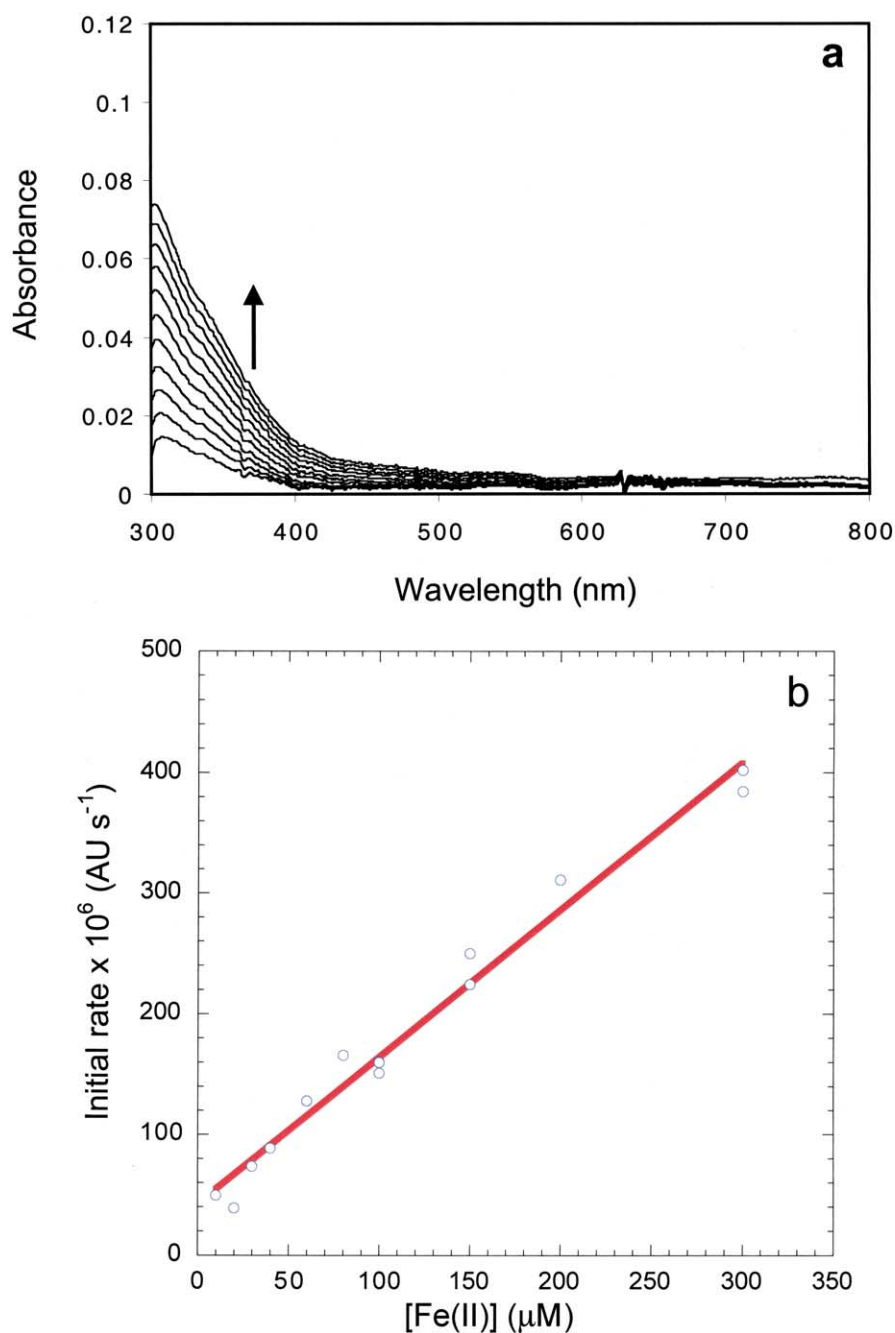 a
0.12
0.1
0.08
0.06
0.04
0.02
0
Absorbance
300 400 500 600 700 800
Wavelength (nm)
b
500
400
300
200
100
0
Initial rate x 10⁶ (AU s⁻¹)
0 50 100 150 200 250 300 350
[Fe(II)] (μM)